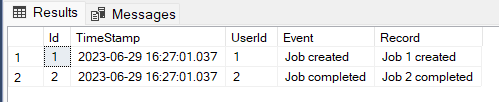 Results Messages
Id TimeStamp UserId Event Record
1 1 2023-06-29 16:27:01.037 1 Job created Job 1 created
2 2 2023-06-29 16:27:01.037 2 Job completed Job 2 completed